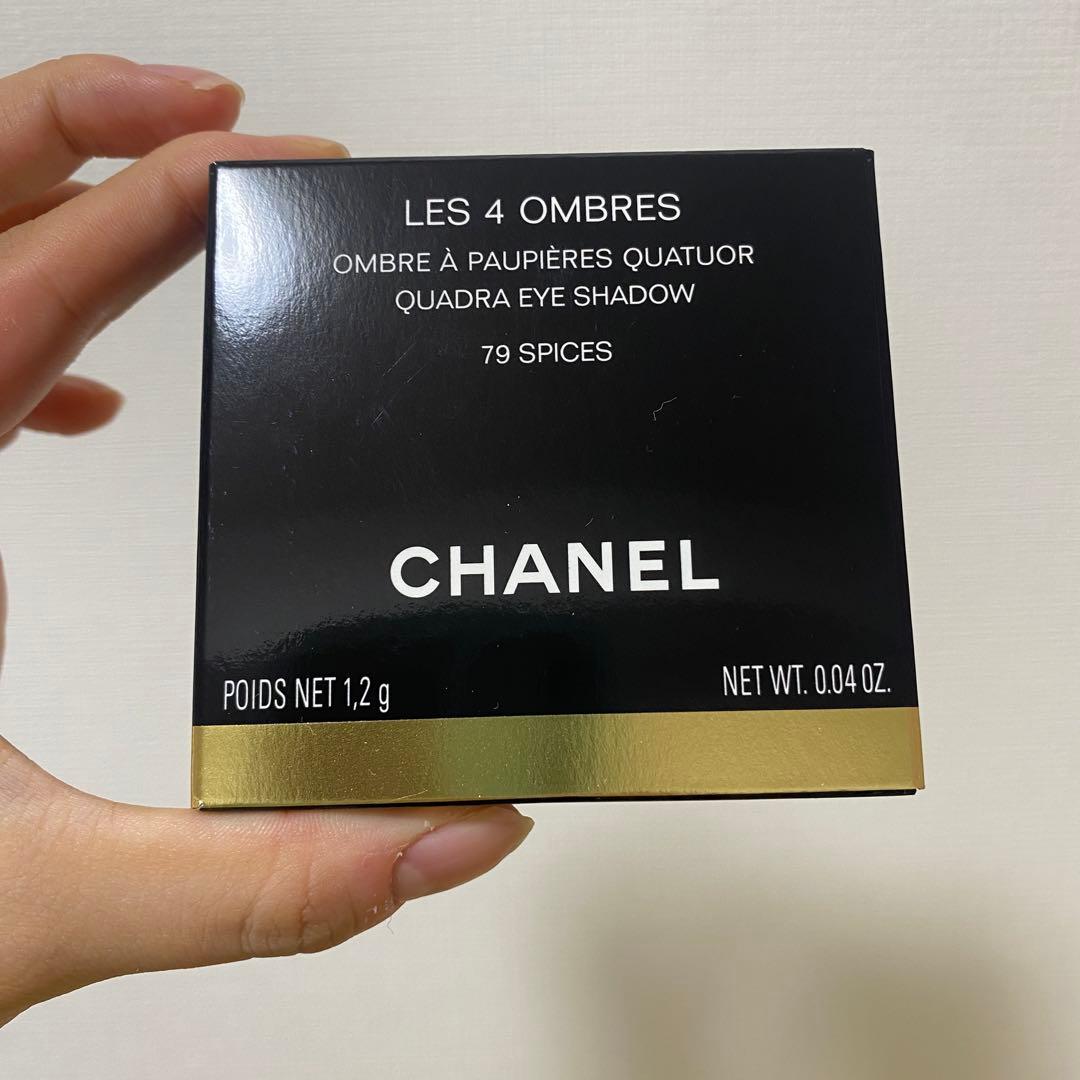 LES 4 OMBRES
OMBRE À PAUPIÈRES QUATUOR
QUADRA EYE SHADOW
79 SPICES
CHANEL
POIDS NET 1,2 g
NET WT. 0.04 OZ.